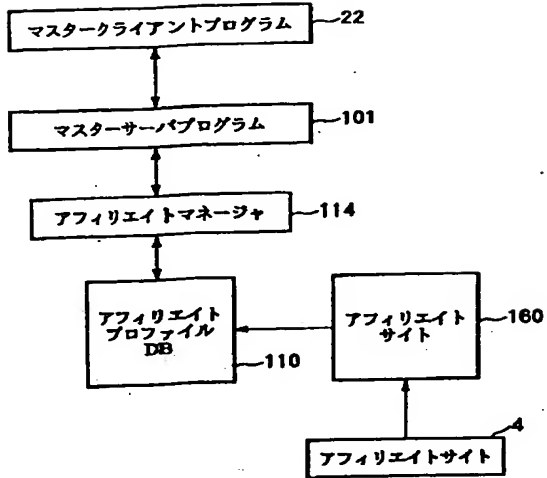 マスタークライアントプログラム
22
マスターサーバプログラム
101
アフィリエイトマネージャ
114
アフィリエイト
プロファイル
DB
110
アフィリエイト
サイト
160
4
アフィリエイトサイト